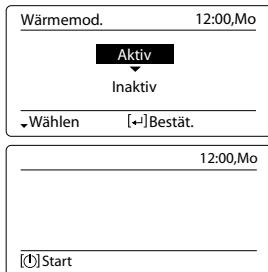 Wärmemod. 12:00,Mo
Aktiv
Inaktiv
Wählen [↵]Bestät.
12:00,Mo
[⏻]Start